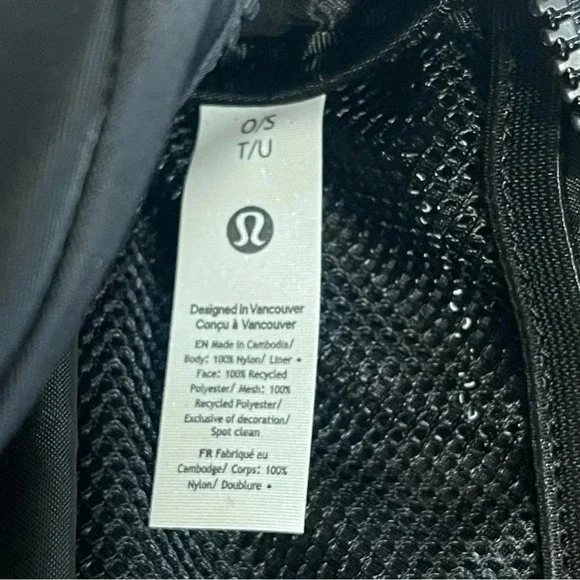 O/S
T/U
Designed in Vancouver
Conçu à Vancouver
EN Made in Cambodia/
Body: 100% Nylon/ Liner •
Face: 100% Recycled
Polyester/ Mesh: 100%
Recycled Polyester/
Exclusive of decoration/
Spot clean
FR Fabriqué au
Cambodge/ Corps: 100%
Nylon/ Doublure •